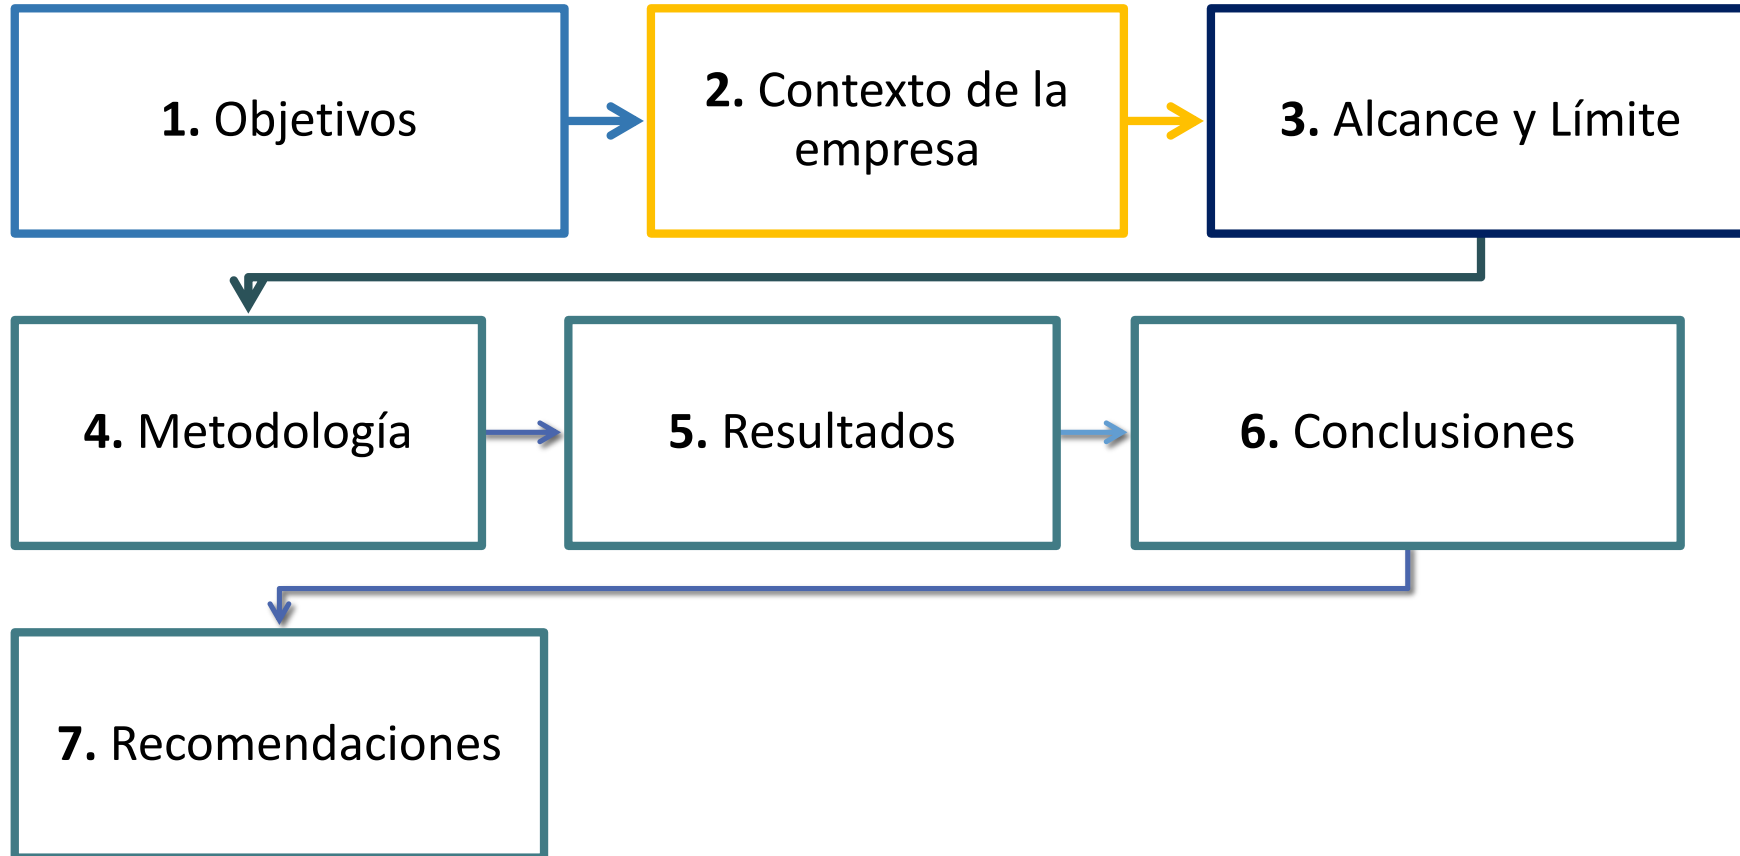 1. Objetivos
2. Contexto de la
empresa
3. Alcance y Límite
4. Metodología
5. Resultados
6. Conclusiones
7. Recomendaciones